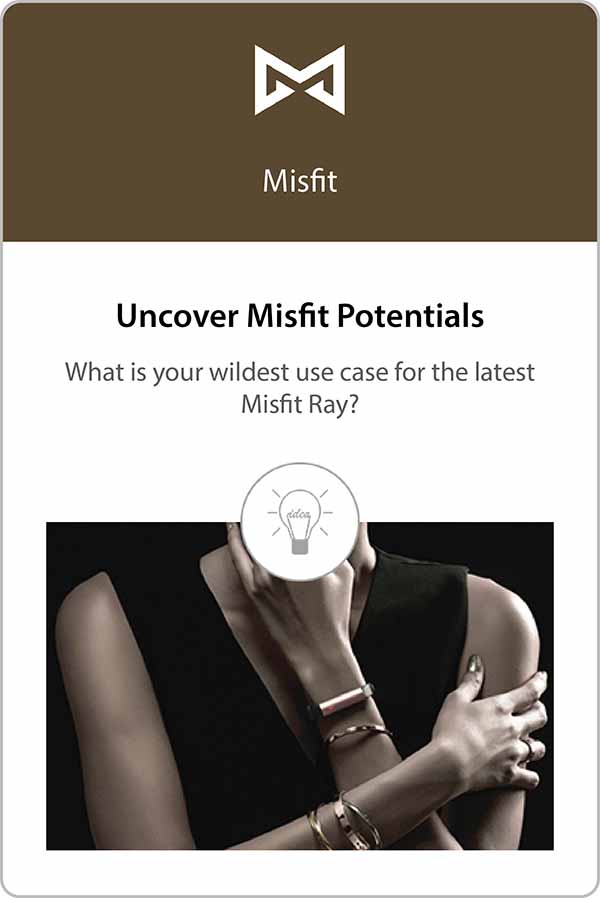 Misfit
Uncover Misfit Potentials
What is your wildest use case for the latest
Misfit Ray?
idea